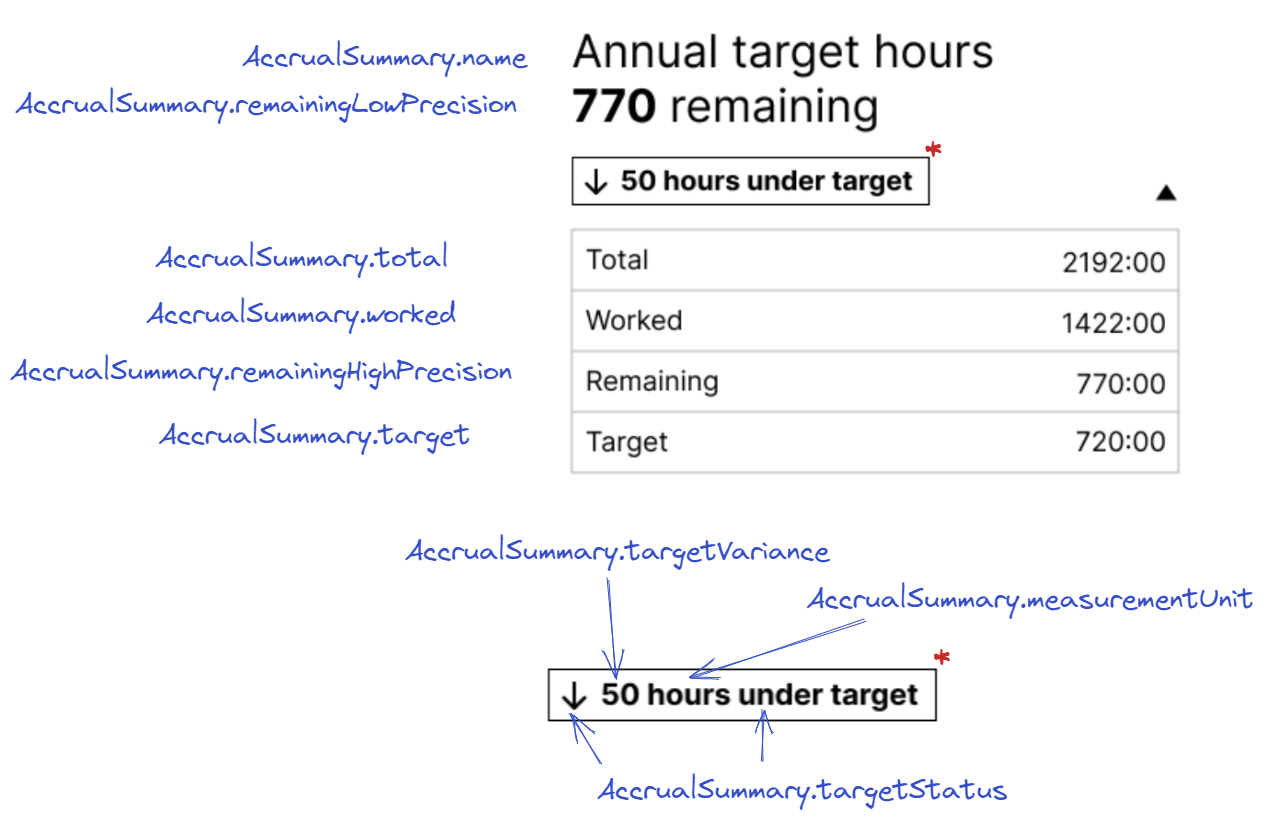 AccrualSummary.name
Annual target hours
AccrualSummary.remainingLowPrecision
770 remaining
*
↓ 50 hours under target
▲
AccrualSummary.total
Total 2192:00
AccrualSummary.worked
Worked 1422:00
AccrualSummary.remainingHighPrecision
Remaining 770:00
AccrualSummary.target
Target 720:00
AccrualSummary.targetVariance
AccrualSummary.measurementUnit
*
↓ 50 hours under target
AccrualSummary.targetStatus